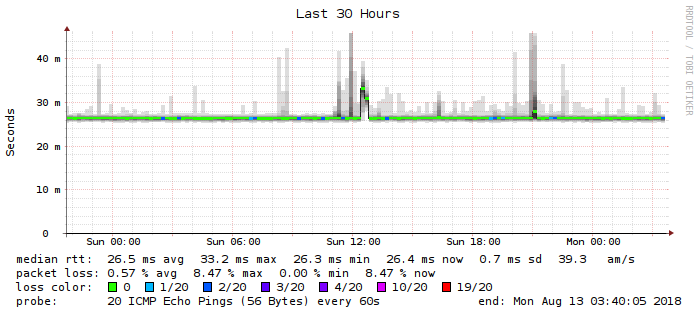 Last 30 Hours
RRDTOOL / TOBI OETIKER
Seconds
40 m
30 m
20 m
10 m
0
Sun 00:00 Sun 06:00 Sun 12:00 Sun 18:00 Mon 00:00
median rtt: 26.5 ms avg 33.2 ms max 26.3 ms min 26.4 ms now 0.7 ms sd 39.3 am/s
packet loss: 0.57 % avg 8.47 % max 0.00 % min 8.47 % now
loss color: 0 1/20 2/20 3/20 4/20 10/20 19/20
probe: 20 ICMP Echo Pings (56 Bytes) every 60s end: Mon Aug 13 03:40:05 2018